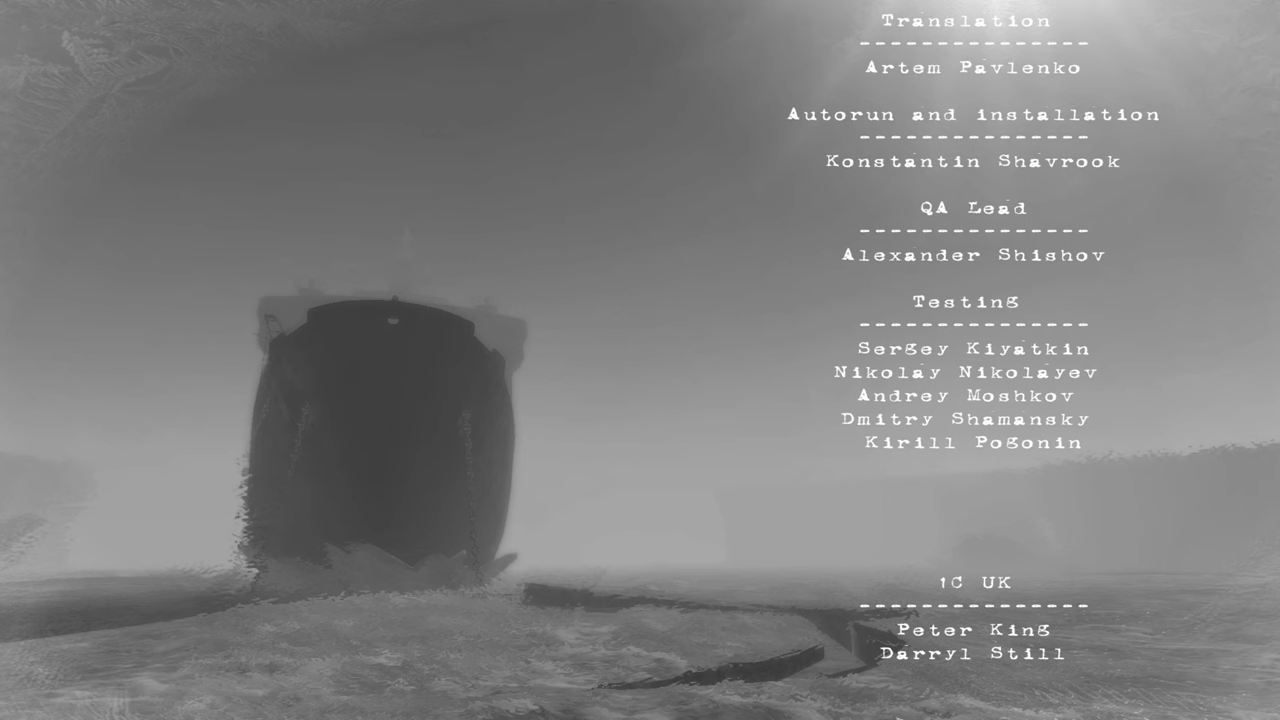 Translation
--------------
Artem Pavlenko
Autorun and installation
--------------
Konstantin Shavrook
QA Lead
--------------
Alexander Shishov
Testing
--------------
Sergey Kiyatkin
Nikolay Nikolayev
Andrey Moshkov
Dmitry Shamansky
Kirill Pogonin
1C UK
--------------
Peter King
Darryl Still